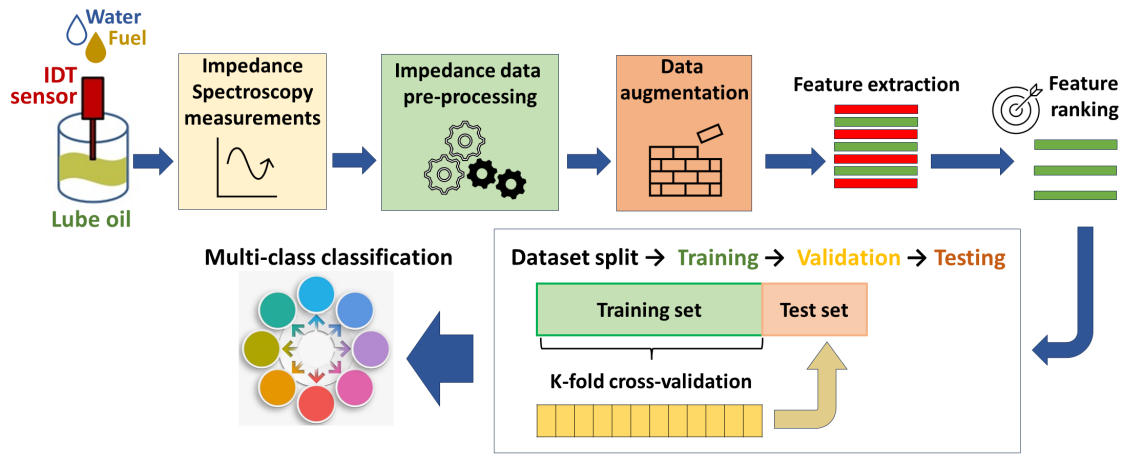 Water
Fuel
IDT
sensor
Lube oil
Impedance
Spectroscopy
measurements
Impedance data
pre-processing
Data
augmentation
Feature extraction
Feature
ranking
Dataset split → Training → Validation → Testing
Training set
Test set
K-fold cross-validation
Multi-class classification